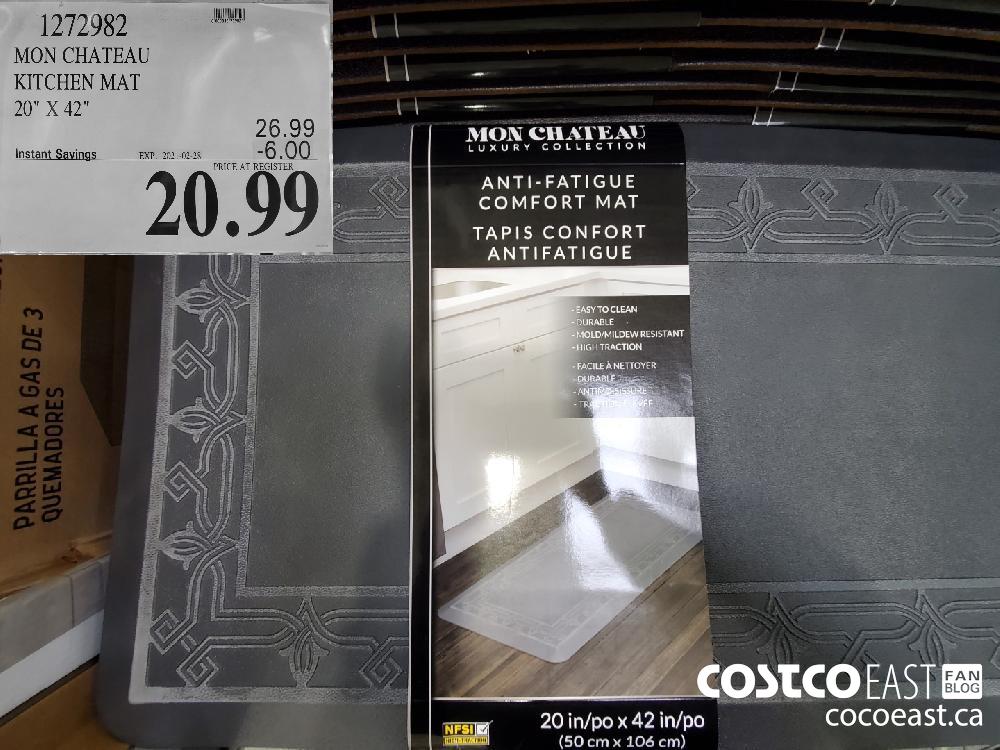 1272982
MON CHATEAU
KITCHEN MAT
20" X 42"
26.99
Instant Savings
-6.00
PRICE AT REGISTER
20.99
MON CHATEAU
LUXURY COLLECTION
ANTI-FATIGUE
COMFORT MAT
TAPIS CONFORT
ANTIFATIGUE
- EASY TO CLEAN
- DURABLE
- MOLD/MILDEW RESISTANT
- HIGH TRACTION
- FACILE À NETTOYER
- DURABLE
PARRILLA A GAS DE 3
QUEMADORES
NFSI
20 in/po x 42 in/po
(50 cm x 106 cm)
COSTCO EAST FAN BLOG
cocoeast.ca